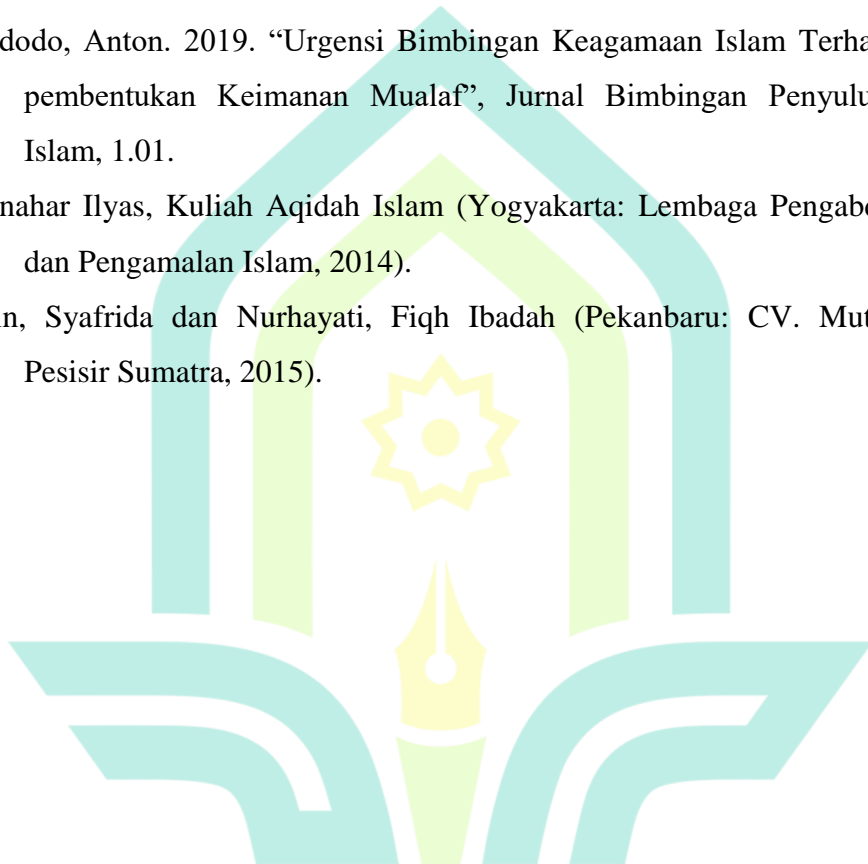 dodo, Anton. 2019. “Urgensi Bimbingan Keagamaan Islam Terha
pembentukan Keimanan Mualaf”, Jurnal Bimbingan Penyulu
Islam, 1.01.
nahar Ilyas, Kuliah Aqidah Islam (Yogyakarta: Lembaga Pengab
dan Pengamalan Islam, 2014).
n, Syafrida dan Nurhayati, Fiqh Ibadah (Pekanbaru: CV. Mut
Pesisir Sumatra, 2015).